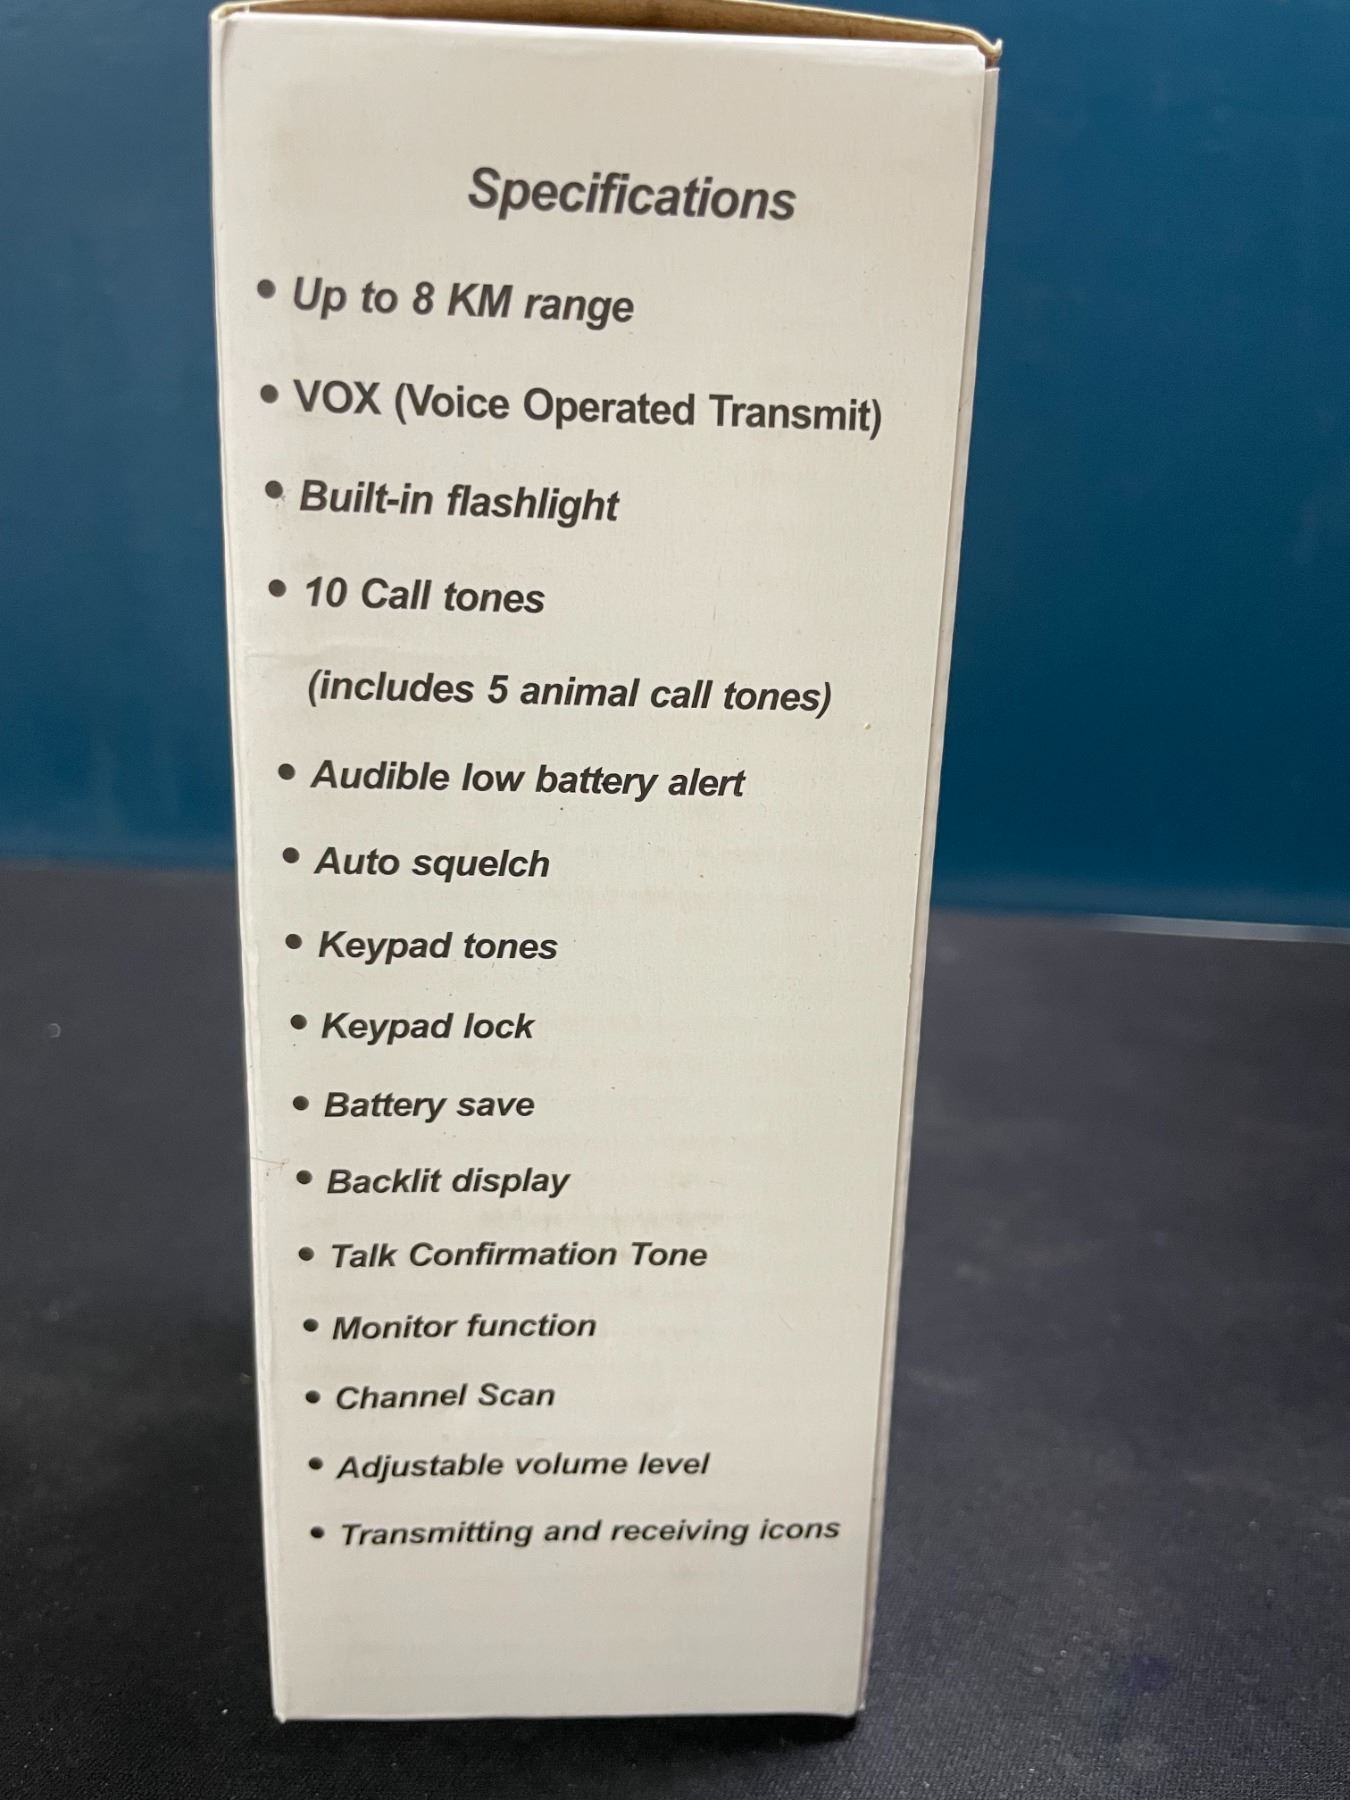 Specifications
• Up to 8 KM range
• VOX (Voice Operated Transmit)
• Built-in flashlight
• 10 Call tones
(includes 5 animal call tones)
• Audible low battery alert
• Auto squelch
• Keypad tones
• Keypad lock
• Battery save
• Backlit display
• Talk Confirmation Tone
• Monitor function
• Channel Scan
• Adjustable volume level
• Transmitting and receiving icons